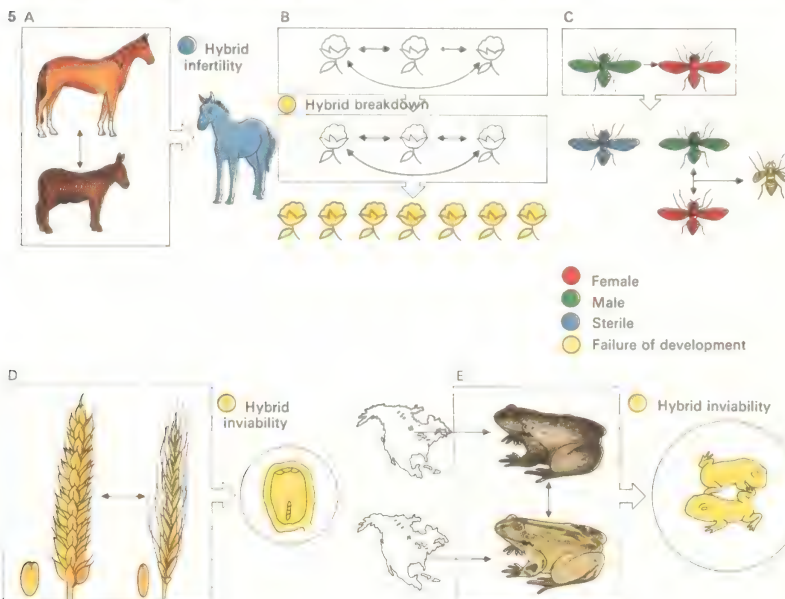 5 A
Hybrid
infertility
B
Hybrid breakdown
C
Female
Male
Sterile
Failure of development
D
Hybrid
inviability
E
Hybrid inviability